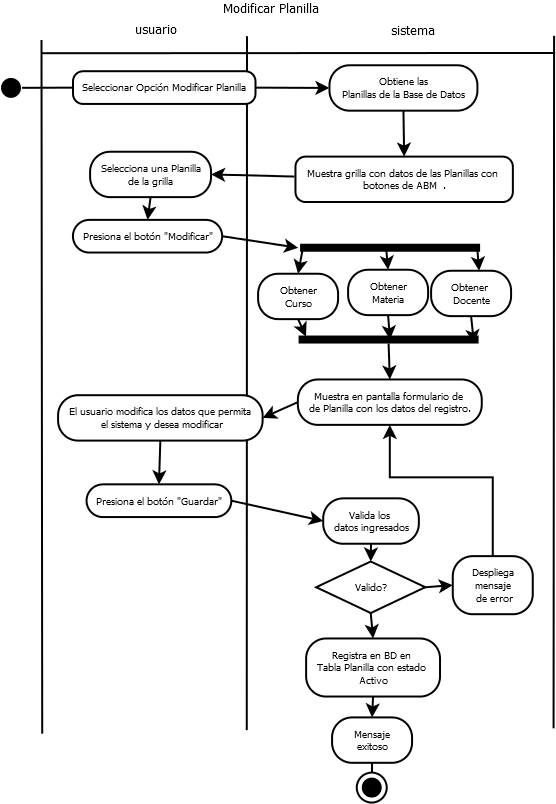 Modificar Planilla
usuario
sistema
Seleccionar Opción Modificar Planilla
Obtiene las
Planillas de la Base de Datos
Selecciona una Planilla
de la grilla
Muestra grilla con datos de las Planillas con
botones de ABM .
Presiona el botón "Modificar"
Obtener
Curso
Obtener
Materia
Obtener
Docente
Muestra en pantalla formulario de
de Planilla con los datos del registro.
El usuario modifica los datos que permita
el sistema y desea modificar
Presiona el botón "Guardar"
Valida los
datos ingresados
Valido?
Despliega
mensaje
de error
Registra en BD en
Tabla Planilla con estado
Activo
Mensaje
exitoso